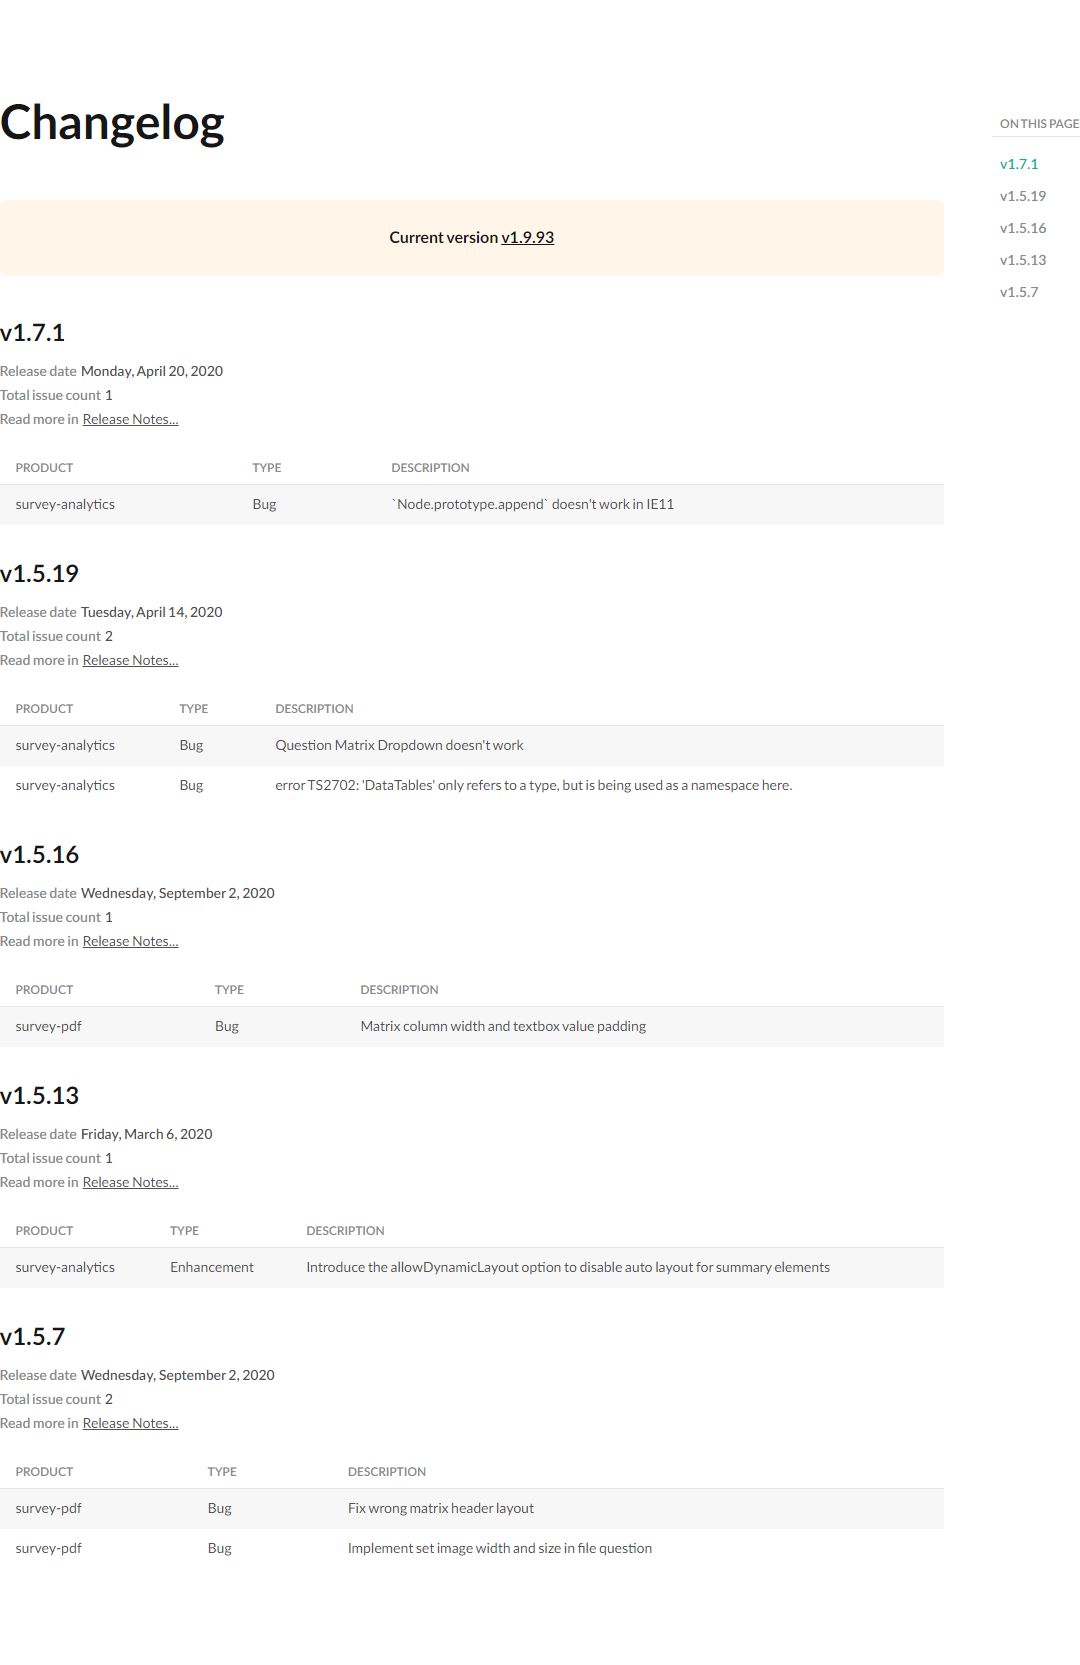 Changelog
ON THIS PAGE
v1.7.1
v1.5.19
v1.5.16
v1.5.13
v1.5.7
Current version v1.9.93
v1.7.1
Release date Monday, April 20, 2020
Total issue count 1
Read more in Release Notes...
PRODUCT TYPE DESCRIPTION
survey-analytics Bug `Node.prototype.append` doesn't work in IE11
v1.5.19
Release date Tuesday, April 14, 2020
Total issue count 2
Read more in Release Notes...
PRODUCT TYPE DESCRIPTION
survey-analytics Bug Question Matrix Dropdown doesn't work
survey-analytics Bug error TS2702: 'DataTables' only refers to a type, but is being used as a namespace here.
v1.5.16
Release date Wednesday, September 2, 2020
Total issue count 1
Read more in Release Notes...
PRODUCT TYPE DESCRIPTION
survey-pdf Bug Matrix column width and textbox value padding
v1.5.13
Release date Friday, March 6, 2020
Total issue count 1
Read more in Release Notes...
PRODUCT TYPE DESCRIPTION
survey-analytics Enhancement Introduce the allowDynamicLayout option to disable auto layout for summary elements
v1.5.7
Release date Wednesday, September 2, 2020
Total issue count 2
Read more in Release Notes...
PRODUCT TYPE DESCRIPTION
survey-pdf Bug Fix wrong matrix header layout
survey-pdf Bug Implement set image width and size in file question